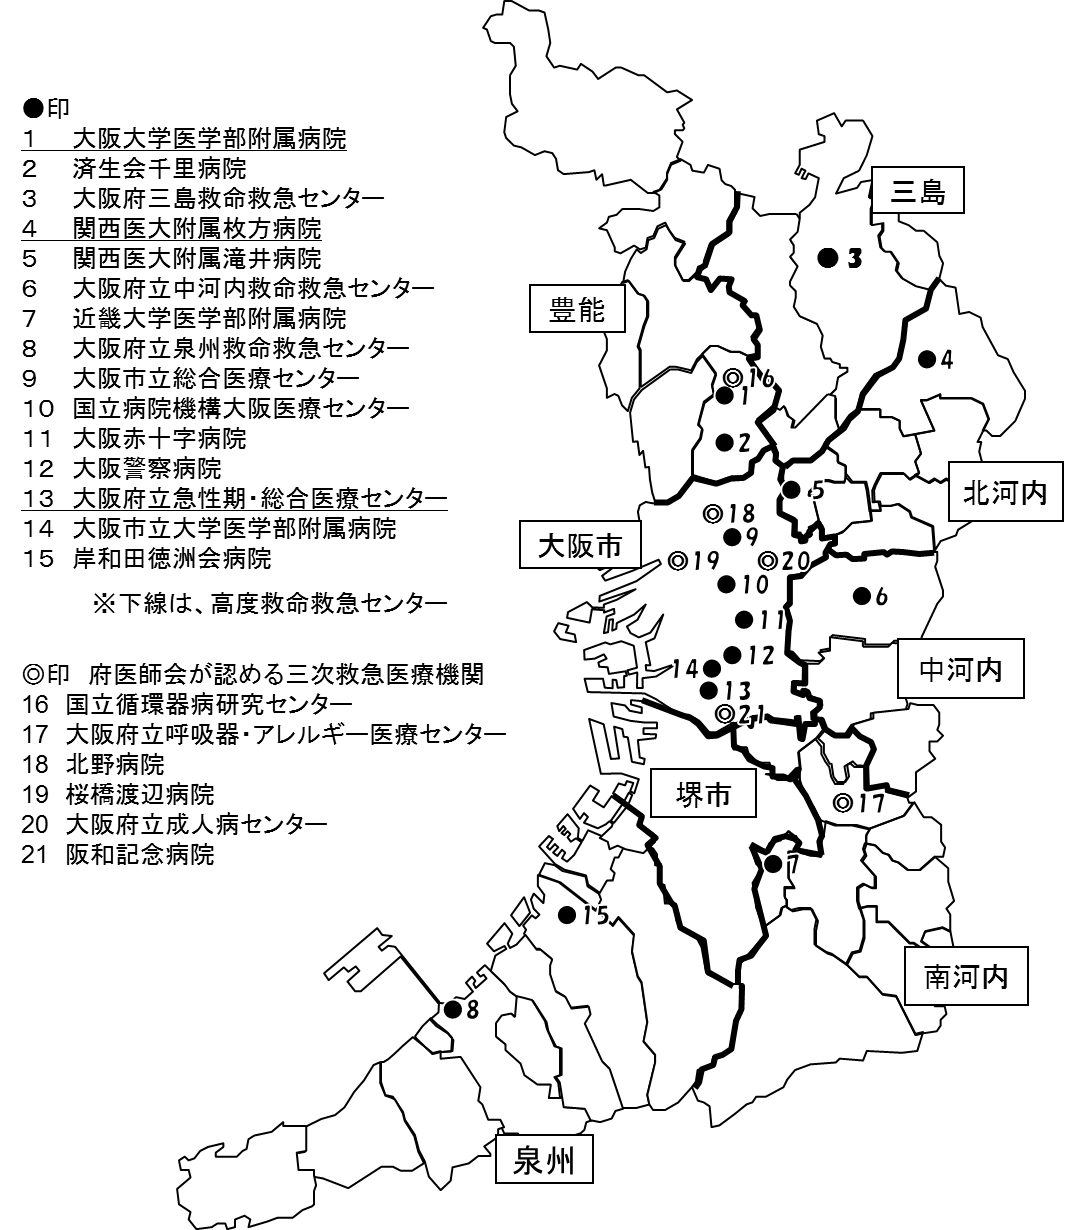 ●印
1 大阪大学医学部附属病院
2 済生会千里病院
3 大阪府三島救命救急センター
4 関西医大附属枚方病院
5 関西医大附属滝井病院
6 大阪府立中河内救命救急センター
7 近畿大学医学部附属病院
8 大阪府立泉州救命救急センター
9 大阪市立総合医療センター
10 国立病院機構大阪医療センター
11 大阪赤十字病院
12 大阪警察病院
13 大阪府立急性期・総合医療センター
14 大阪市立大学医学部附属病院
15 岸和田徳洲会病院
※下線は、高度救命救急センター
◎印 府医師会が認める三次救急医療機関
16 国立循環器病研究センター
17 大阪府立呼吸器・アレルギー医療センター
18 北野病院
19 桜橋渡辺病院
20 大阪府立成人病センター
21 阪和記念病院
三島
3
豊能
4
16
1
2
北河内
5
18
大阪市
9
19
20
10
6
11
中河内
12
14
13
21
堺市
17
7
15
南河内
8
泉州